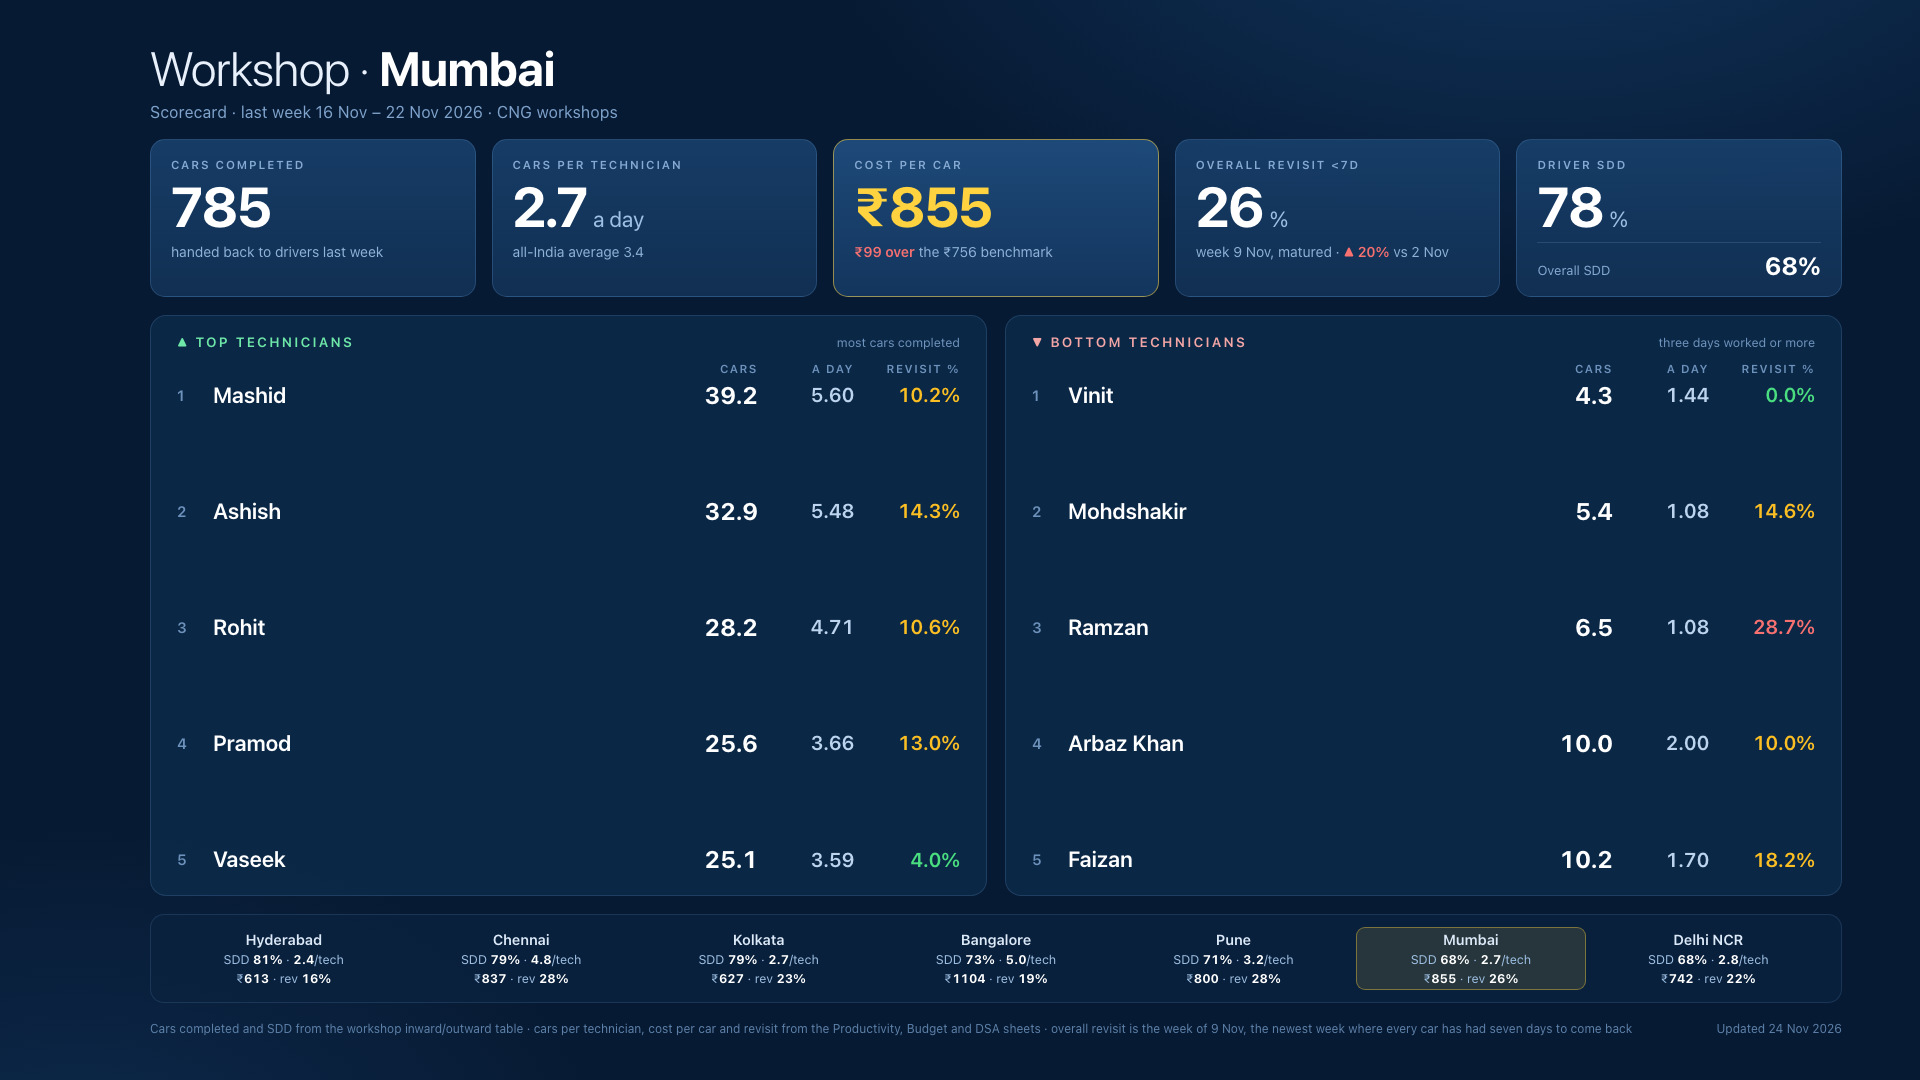 Workshop · Mumbai
Scorecard · last week 16 Nov – 22 Nov 2026 · CNG workshops
CARS COMPLETED
785
handed back to drivers last week
CARS PER TECHNICIAN
2.7 a day
all-India average 3.4
COST PER CAR
₹855
₹99 over the ₹756 benchmark
OVERALL REVISIT <7D
26 %
week 9 Nov, matured · ▲ 20% vs 2 Nov
DRIVER SDD
78 %
Overall SDD 68%
▲ TOP TECHNICIANS most cars completed
CARS A DAY REVISIT %
1 Mashid 39.2 5.60 10.2%
2 Ashish 32.9 5.48 14.3%
3 Rohit 28.2 4.71 10.6%
4 Pramod 25.6 3.66 13.0%
5 Vaseek 25.1 3.59 4.0%
▼ BOTTOM TECHNICIANS three days worked or more
CARS A DAY REVISIT %
1 Vinit 4.3 1.44 0.0%
2 Mohdshakir 5.4 1.08 14.6%
3 Ramzan 6.5 1.08 28.7%
4 Arbaz Khan 10.0 2.00 10.0%
5 Faizan 10.2 1.70 18.2%
Hyderabad
SDD 81% · 2.4/tech
₹613 · rev 16%
Chennai
SDD 79% · 4.8/tech
₹837 · rev 28%
Kolkata
SDD 79% · 2.7/tech
₹627 · rev 23%
Bangalore
SDD 73% · 5.0/tech
₹1104 · rev 19%
Pune
SDD 71% · 3.2/tech
₹800 · rev 28%
Mumbai
SDD 68% · 2.7/tech
₹855 · rev 26%
Delhi NCR
SDD 68% · 2.8/tech
₹742 · rev 22%
Cars completed and SDD from the workshop inward/outward table · cars per technician, cost per car and revisit from the Productivity, Budget and DSA sheets · overall revisit is the week of 9 Nov, the newest week where every car has had seven days to come back
Updated 24 Nov 2026